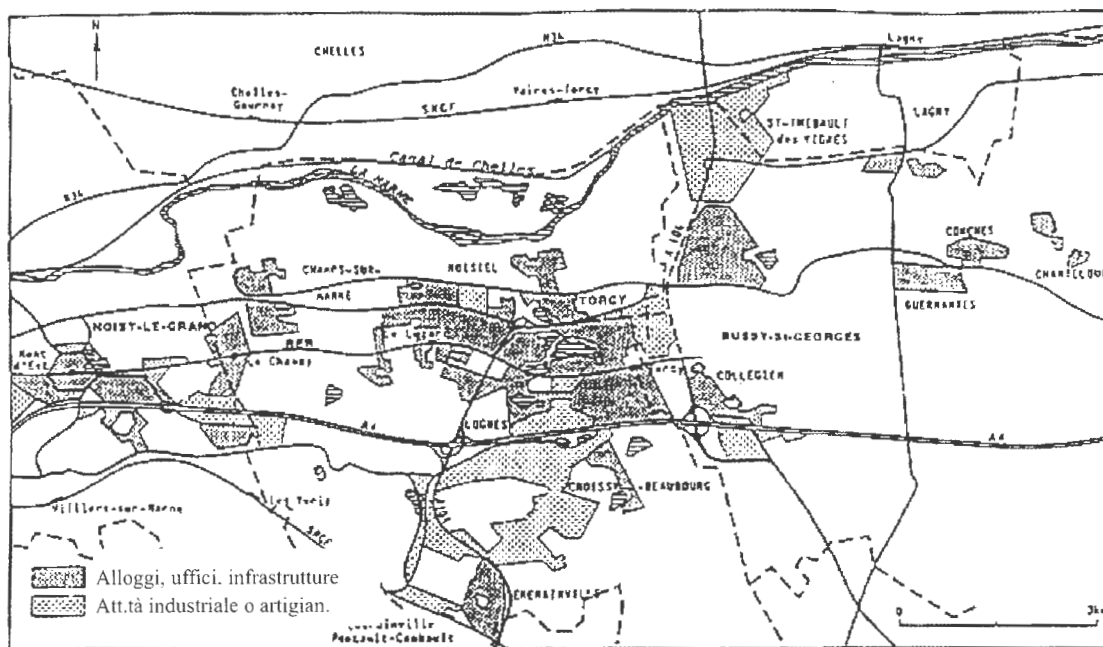 N
CHELLES
N34
Lagny
Chelles-
Gournay
SNCF
Vaires-Torcy
ST-THIBAULT
des VIGNES
LAGNY
Canal de Chelles
LA MARNE
N34
A 104
CONCHES
CHAMPS-SUR-
MARNE
NOISIEL
TORCY
GUERMANTES
NOISY-LE-GRAND
RER
Le Luzard
BUSSY-St-GEORGES
Mont
d'Est
Le Champy
Torcy
COLLEGIEN
LOGNES
A4
A4
CROISSY-BEAUBOURG
Villiers-sur-Marne
Les Yvris
SNCF
Alloggi, uffici. infrastrutture
Att.tà industriale o artigian.
EMERAINVILLE
0